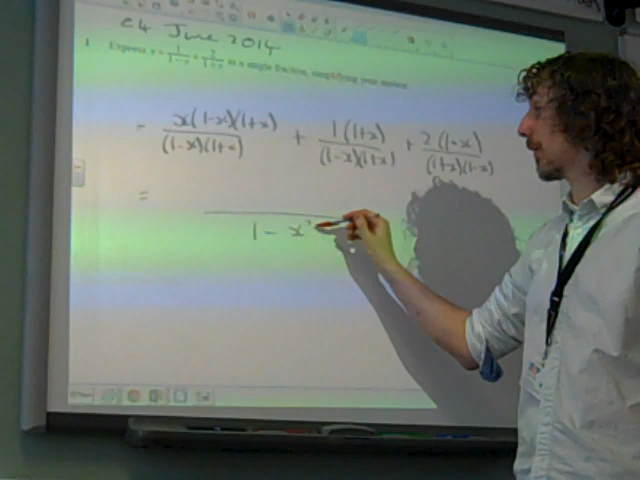 C4 June 2014
1 Express x + 1/(1-x) + 2/(1+x) as a single fraction, simplifying your answer.
= x(1-x)(1+x)/(1-x)(1+x) + 1(1+x)/(1-x)(1+x) + 2(1-x)/(1+x)(1-x)
=
1 - x²